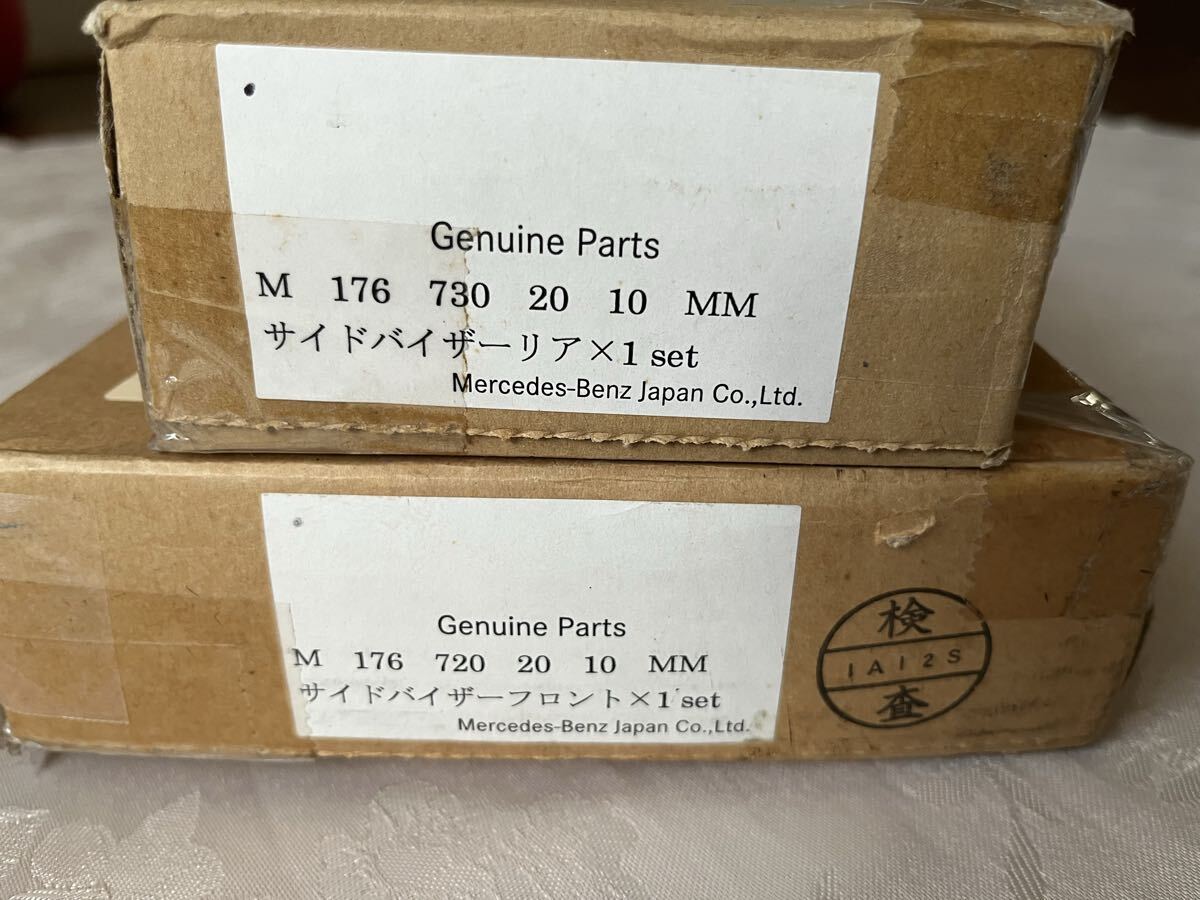 Genuine Parts
M 176 730 20 10 MM
サイドバイザーリア×1 set
Mercedes-Benz Japan Co.,Ltd.
Genuine Parts
M 176 720 20 10 MM
サイドバイザーフロント×1 set
Mercedes-Benz Japan Co.,Ltd.
検
1A12S
査